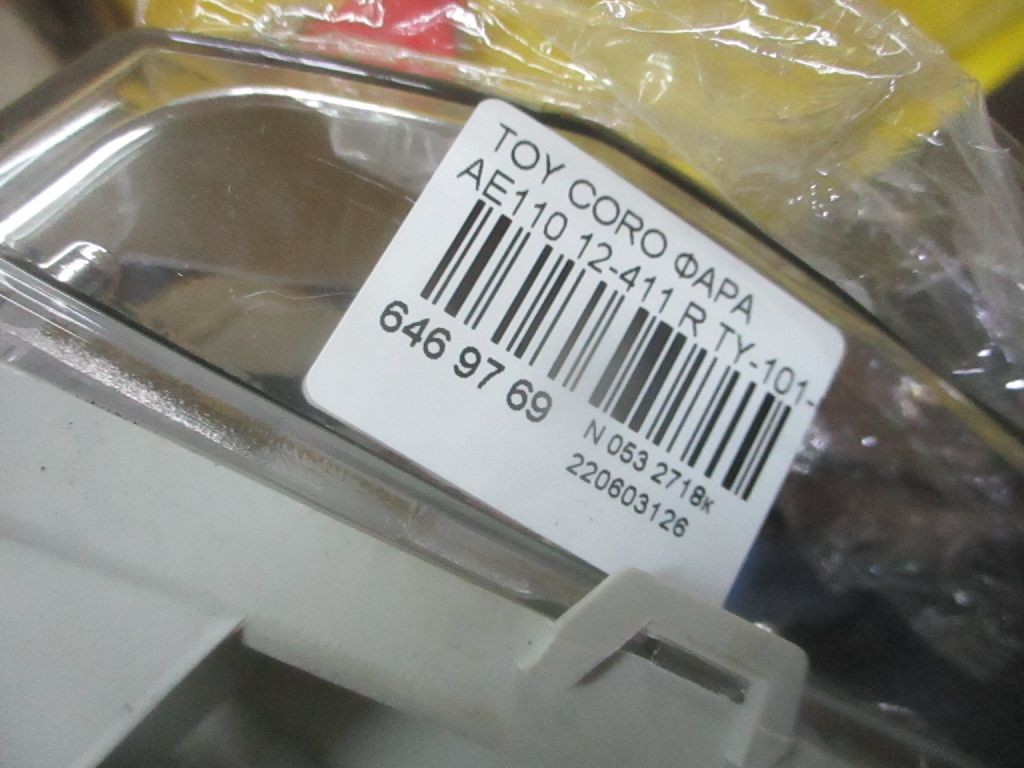 TOY CORO ФАРА
AE110 12-411 R TY-101-
646 97 69
N 053 2718к
220603126